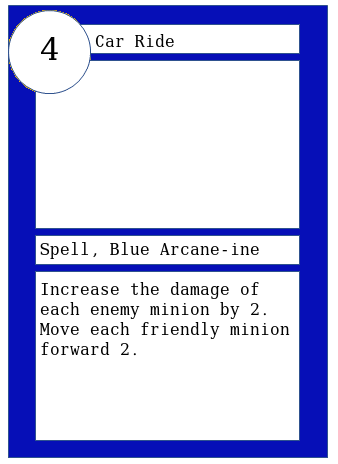 4
Car Ride
Spell, Blue Arcane-ine
Increase the damage of
each enemy minion by 2.
Move each friendly minion
forward 2.